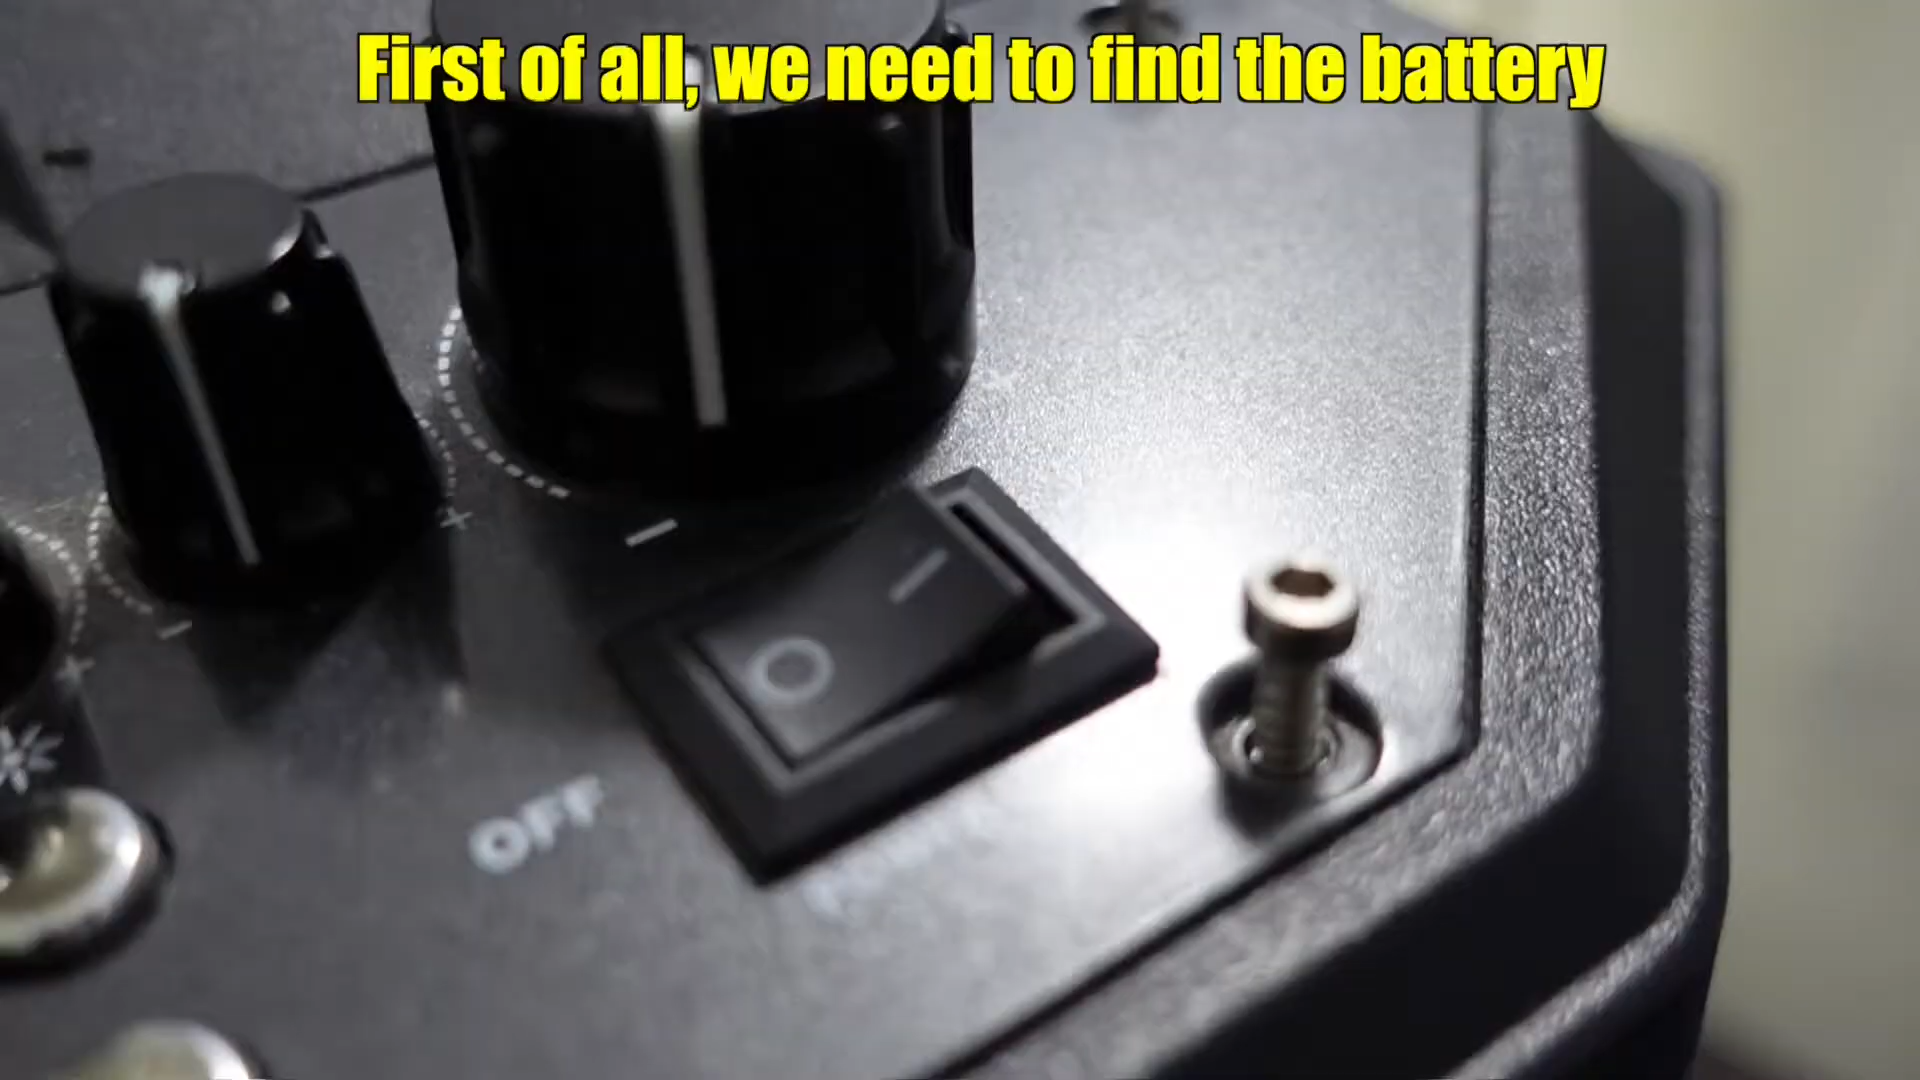 First of all, we need to find the battery
OFF